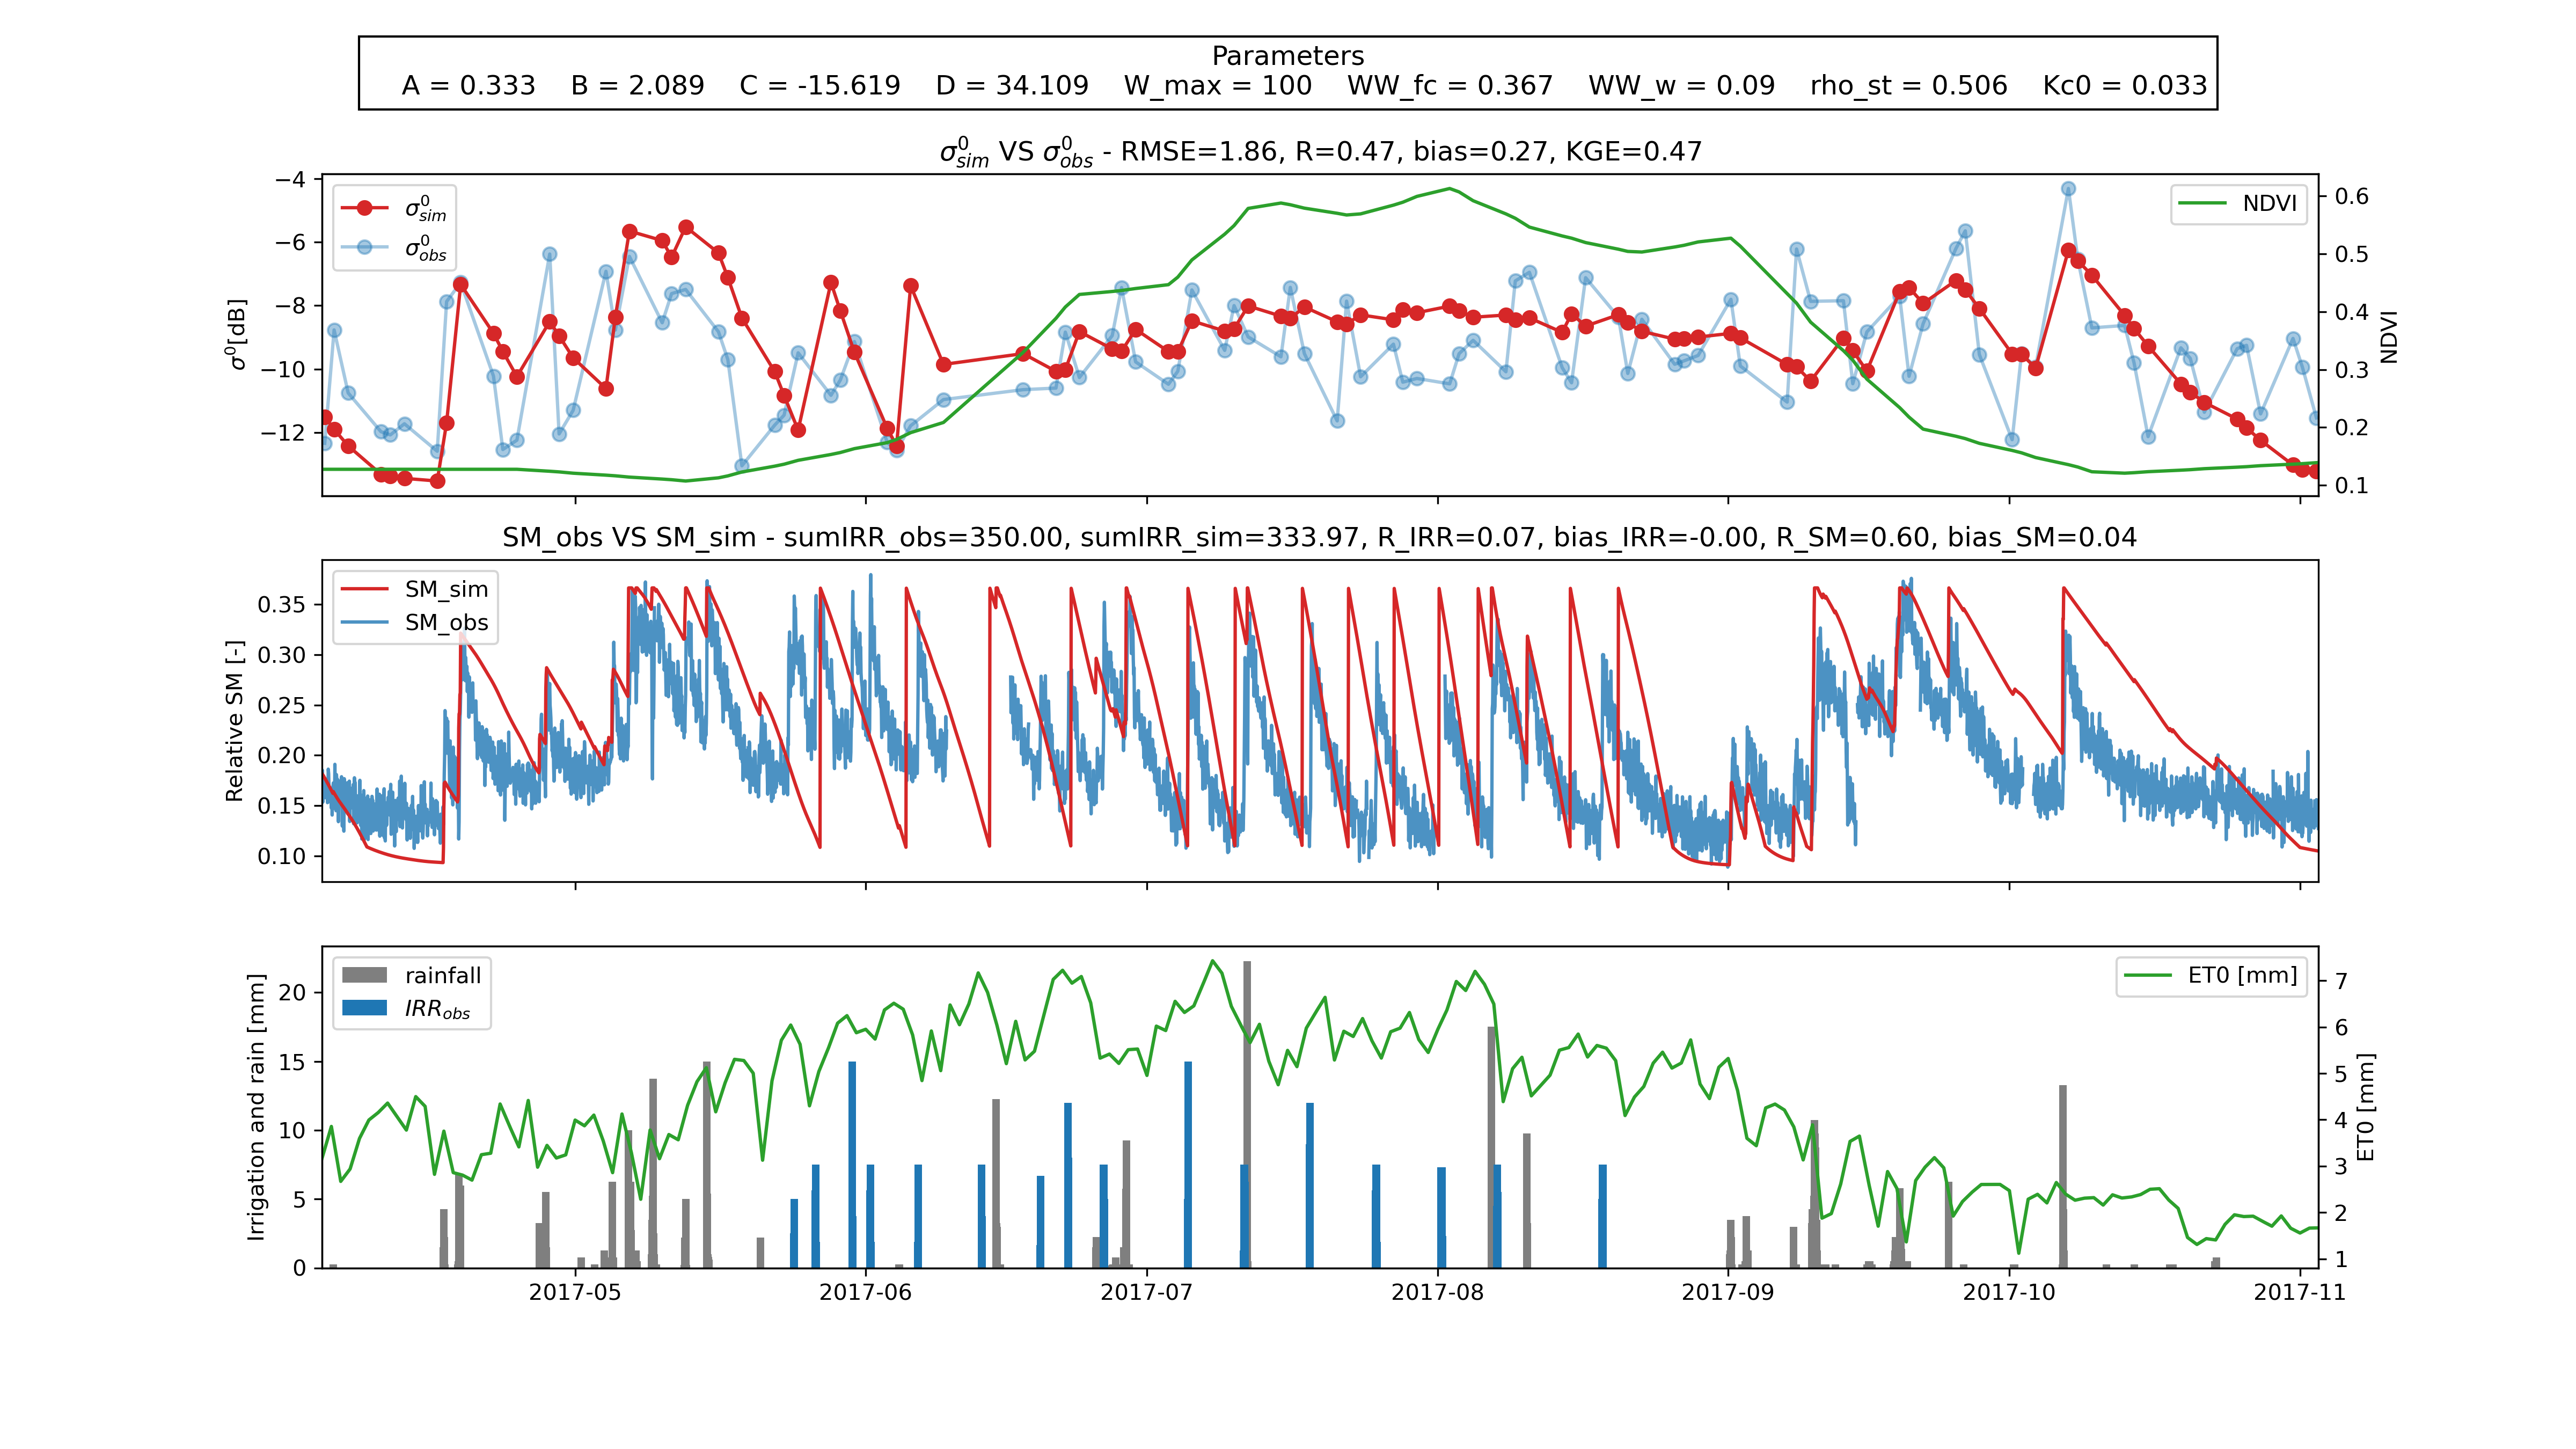 Parameters
A = 0.333 B = 2.089 C = -15.619 D = 34.109 W_max = 100 WW_fc = 0.367 WW_w = 0.09 rho_st = 0.506 Kc0 = 0.033
σ⁰sim VS σ⁰obs - RMSE=1.86, R=0.47, bias=0.27, KGE=0.47
σ⁰sim
σ⁰obs
NDVI
−4
−6
−8
−10
−12
σ⁰[dB]
0.6
0.5
0.4
0.3
0.2
0.1
NDVI
SM_obs VS SM_sim - sumIRR_obs=350.00, sumIRR_sim=333.97, R_IRR=0.07, bias_IRR=-0.00, R_SM=0.60, bias_SM=0.04
SM_sim
SM_obs
0.35
0.30
0.25
0.20
0.15
0.10
Relative SM [-]
rainfall
IRRobs
ET0 [mm]
20
15
10
5
0
Irrigation and rain [mm]
7
6
5
4
3
2
1
ET0 [mm]
2017-05 2017-06 2017-07 2017-08 2017-09 2017-10 2017-11